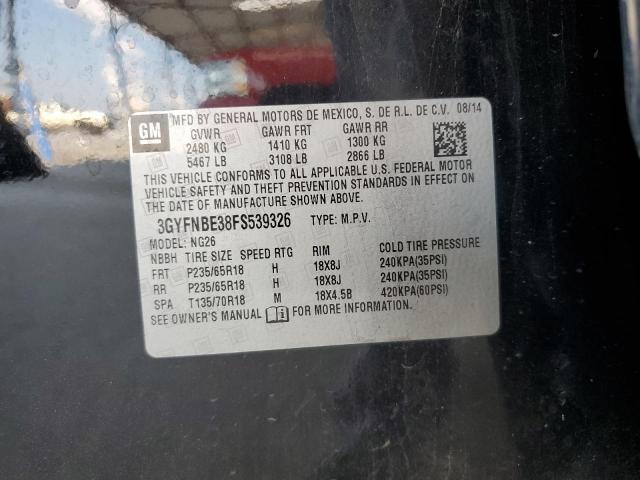 GM
MFD BY GENERAL MOTORS DE MEXICO, S. DE R.L. DE C.V. 08/14
GVWR GAWR FRT GAWR RR
2480 KG 1410 KG 1300 KG
5467 LB 3108 LB 2866 LB
THIS VEHICLE CONFORMS TO ALL APPLICABLE U.S. FEDERAL MOTOR
VEHICLE SAFETY AND THEFT PREVENTION STANDARDS IN EFFECT ON
THE DATE OF MANUFACTURE SHOWN ABOVE.
3GYFNBE38FS539326 TYPE: M.P.V.
MODEL: NG26
NBBH TIRE SIZE SPEED RTG RIM COLD TIRE PRESSURE
FRT P235/65R18 H 18X8J 240KPA(35PSI)
RR P235/65R18 H 18X8J 240KPA(35PSI)
SPA T135/70R18 M 18X4.5B 420KPA(60PSI)
SEE OWNER'S MANUAL FOR MORE INFORMATION.